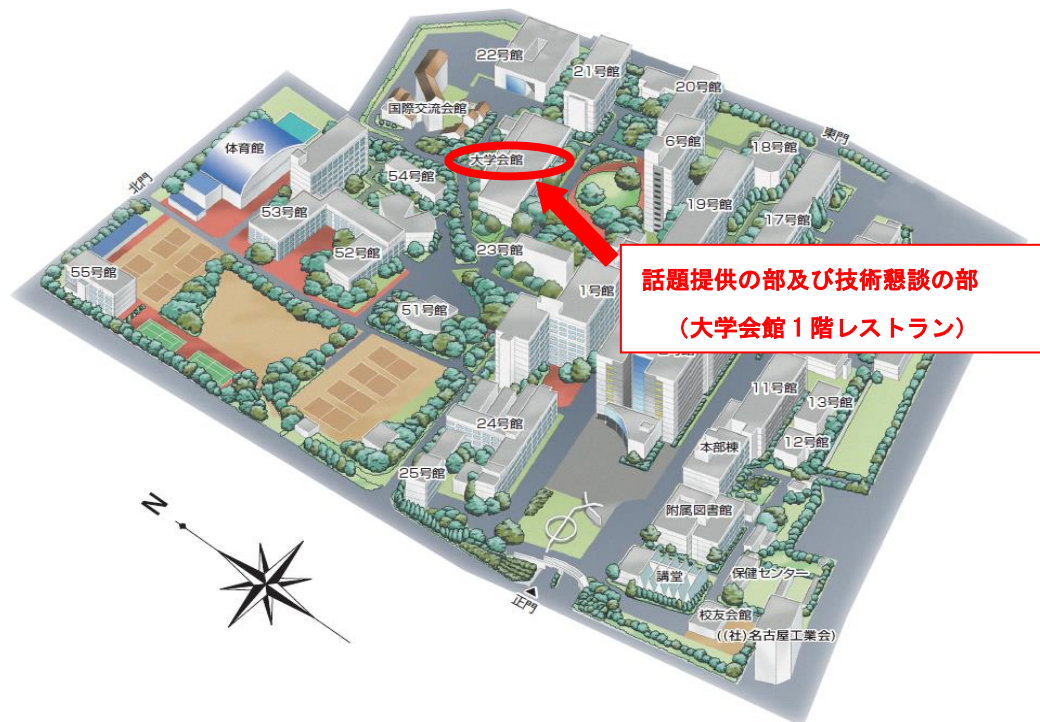 22号館
21号館
20号館
国際交流会館
東門
体育館
大学会館
6号館
18号館
54号館
北門
19号館
53号館
17号館
52号館
23号館
55号館
1号館
51号館
話題提供の部及び技術懇談の部
(大学会館1階レストラン)
11号館
13号館
24号館
12号館
本部棟
25号館
附属図書館
N
講堂
保健センター
正門
校友会館
((社)名古屋工業会)